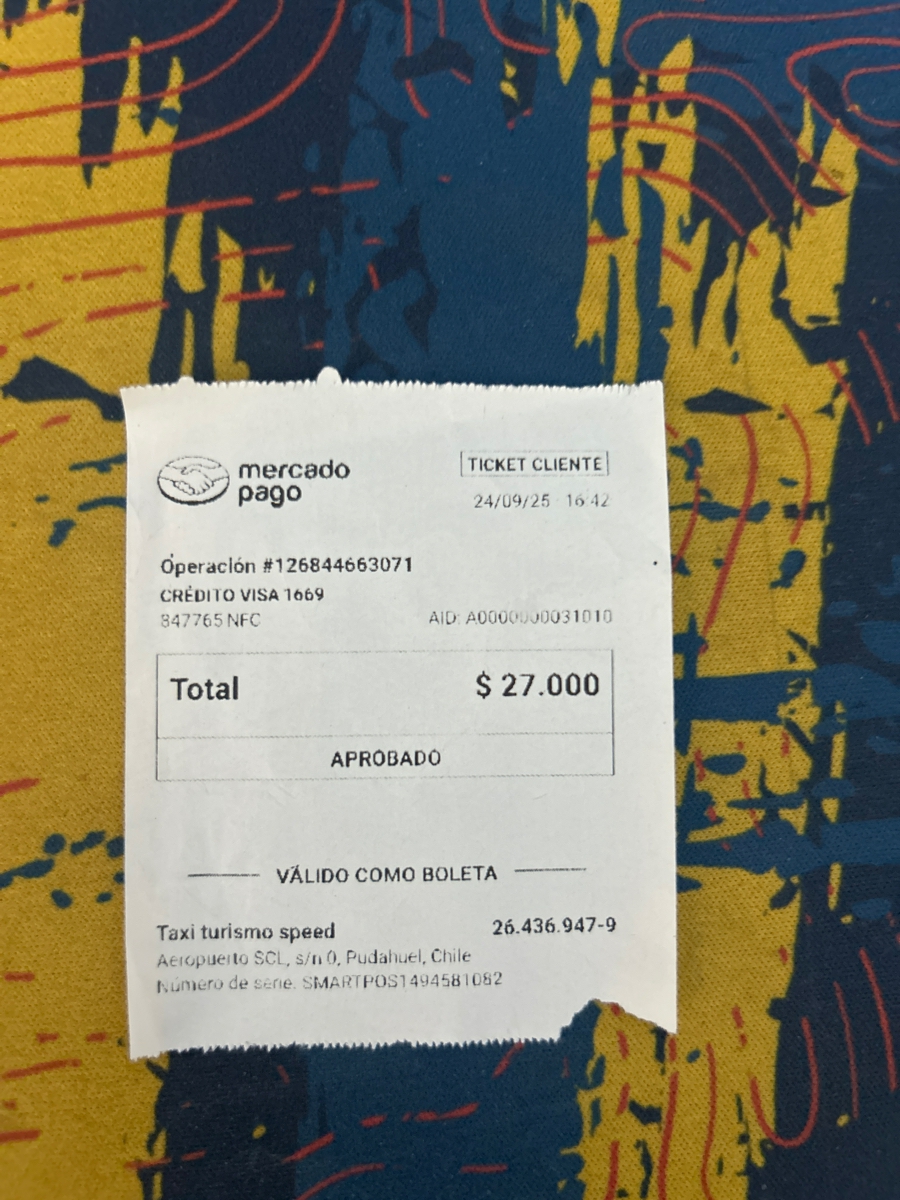 mercado
pago
TICKET CLIENTE
24/09/25 16:42
Operación #126844663071
CRÉDITO VISA 1669
847765 NFC
AID: A0000000031010
Total
$ 27.000
APROBADO
VÁLIDO COMO BOLETA
Taxi turismo speed
26.436.947-9
Aeropuerto SCL, s/n 0, Pudahuel, Chile
Número de serie: SMARTPOS1494581082